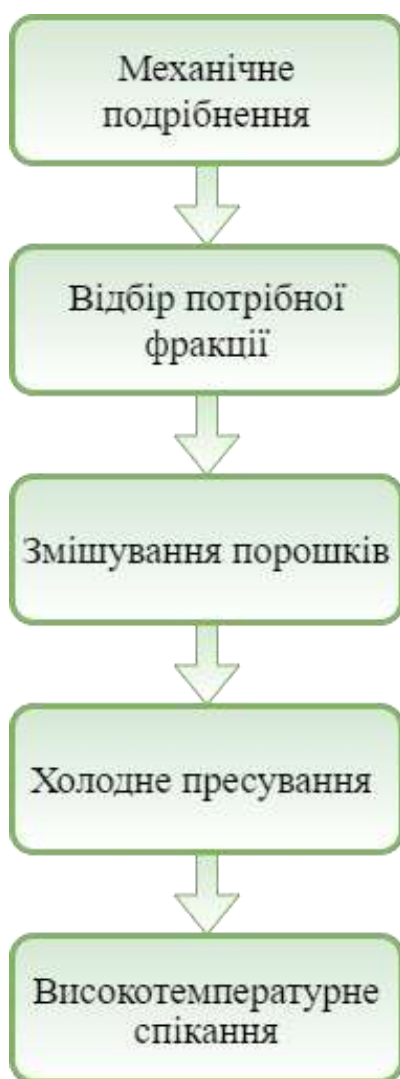 Механічне
подрібнення
Відбір потрібної
фракції
Змішування порошків
Холодне пресування
Високотемпературне
спікання